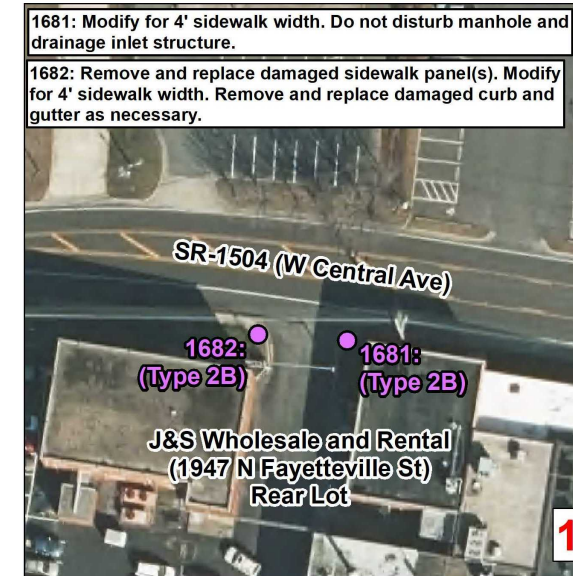 1681: Modify for 4' sidewalk width. Do not disturb manhole and
drainage inlet structure.
1682: Remove and replace damaged sidewalk panel(s). Modify
for 4' sidewalk width. Remove and replace damaged curb and
gutter as necessary.
SR-1504 (W Central Ave)
1682:
(Type 2B)
1681:
(Type 2B)
J&S Wholesale and Rental
(1947 N Fayetteville St)
Rear Lot
1